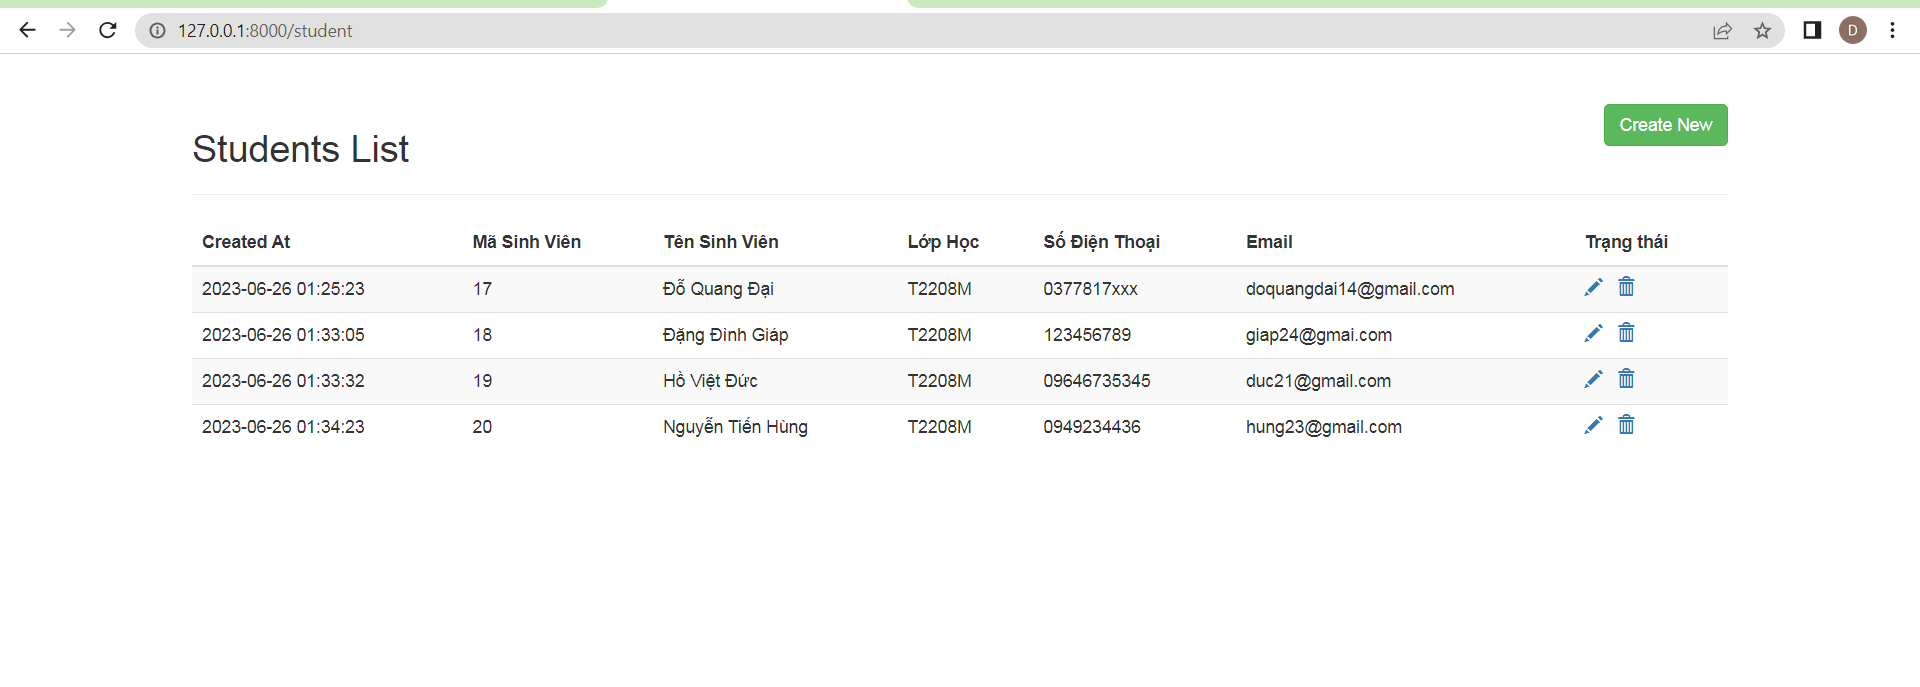 127.0.0.1:8000/student
D
Create New
Students List
Created At Mã Sinh Viên Tên Sinh Viên Lớp Học Số Điện Thoại Email Trạng thái
2023-06-26 01:25:23 17 Đỗ Quang Đại T2208M 0377817xxx doquangdai14@gmail.com
2023-06-26 01:33:05 18 Đặng Đình Giáp T2208M 123456789 giap24@gmai.com
2023-06-26 01:33:32 19 Hồ Việt Đức T2208M 09646735345 duc21@gmail.com
2023-06-26 01:34:23 20 Nguyễn Tiến Hùng T2208M 0949234436 hung23@gmail.com